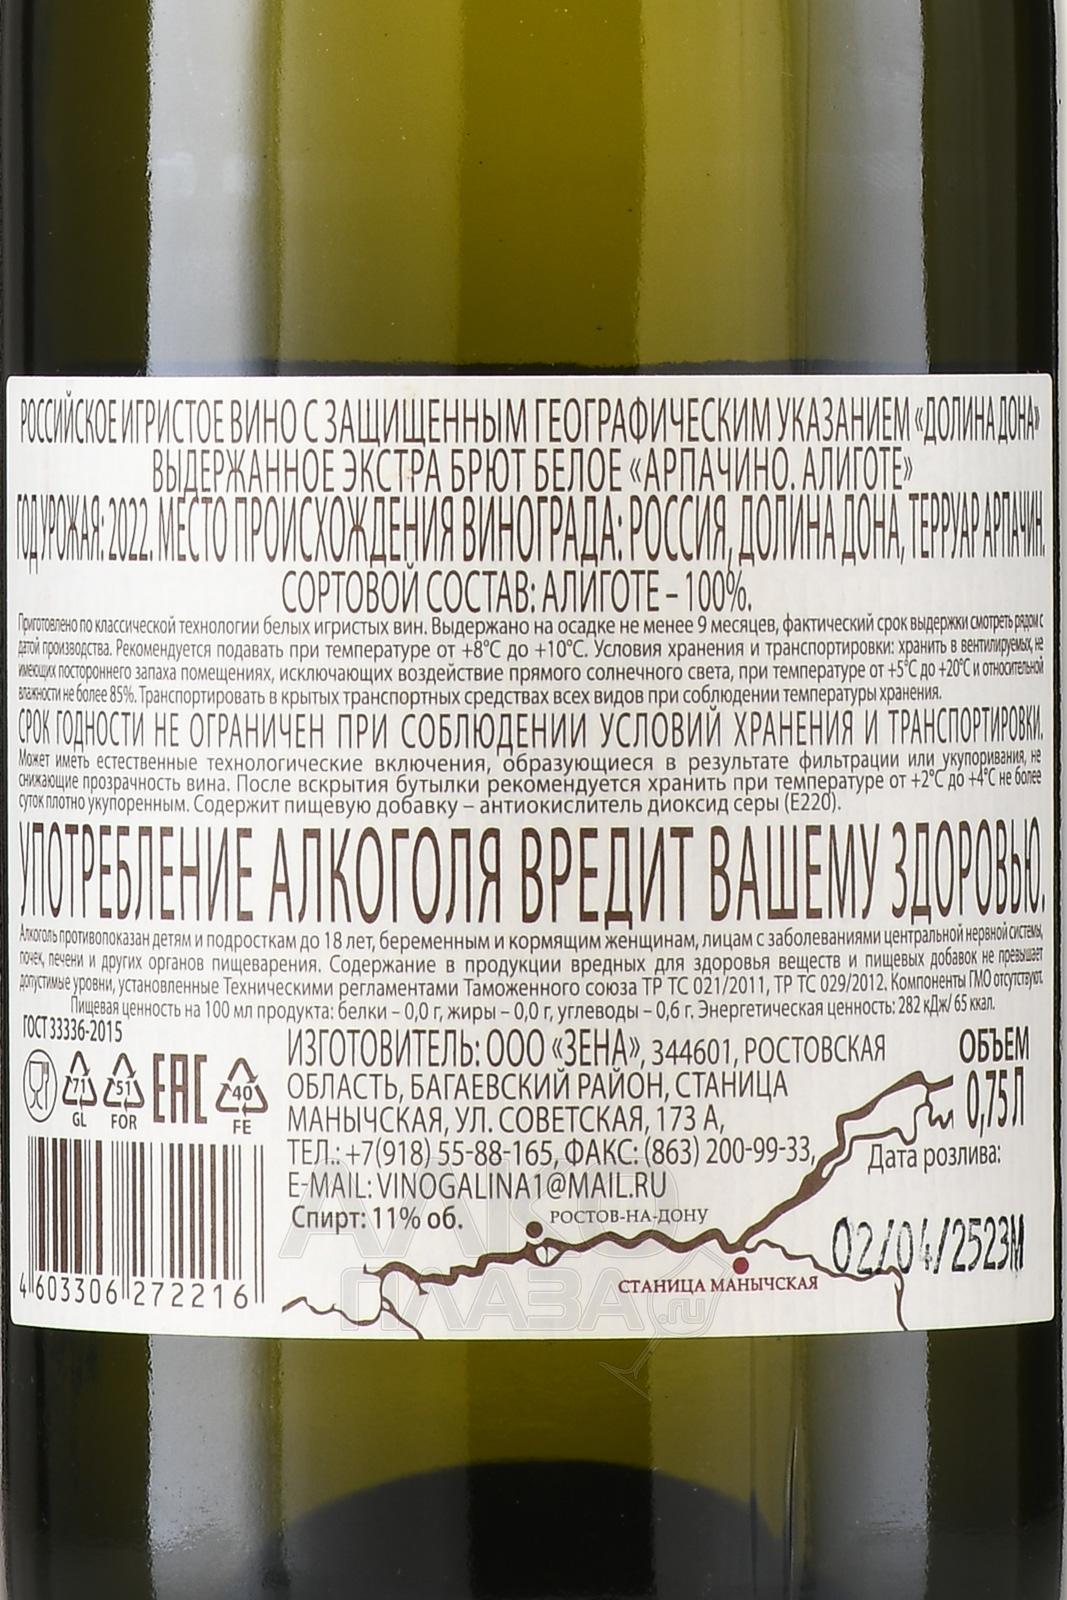 РОССИЙСКОЕ ИГРИСТОЕ ВИНО С ЗАЩИЩЕННЫМ ГЕОГРАФИЧЕСКИМ УКАЗАНИЕМ «ДОЛИНА ДОНА»
ВЫДЕРЖАННОЕ ЭКСТРА БРЮТ БЕЛОЕ «АРПАЧИНО. АЛИГОТЕ»
ГОД УРОЖАЯ: 2022. МЕСТО ПРОИСХОЖДЕНИЯ ВИНОГРАДА: РОССИЯ, ДОЛИНА ДОНА, ТЕРРУАР АРПАЧИН.
СОРТОВОЙ СОСТАВ: АЛИГОТЕ – 100%.
Приготовлено по классической технологии белых игристых вин. Выдержано на осадке не менее 9 месяцев, фактический срок выдержки смотреть рядом с
датой производства. Рекомендуется подавать при температуре от +8°С до +10°С. Условия хранения и транспортировки: хранить в вентилируемых, не
имеющих постороннего запаха помещениях, исключающих воздействие прямого солнечного света, при температуре от +5°С до +20°С и относительной
влажности не более 85%. Транспортировать в крытых транспортных средствах всех видов при соблюдении температуры хранения.
СРОК ГОДНОСТИ НЕ ОГРАНИЧЕН ПРИ СОБЛЮДЕНИИ УСЛОВИЙ ХРАНЕНИЯ И ТРАНСПОРТИРОВКИ.
Может иметь естественные технологические включения, образующиеся в результате фильтрации или укупоривания, не
снижающие прозрачность вина. После вскрытия бутылки рекомендуется хранить при температуре от +2°С до +4°С не более
суток плотно укупоренным. Содержит пищевую добавку – антиокислитель диоксид серы (Е220).
УПОТРЕБЛЕНИЕ АЛКОГОЛЯ ВРЕДИТ ВАШЕМУ ЗДОРОВЬЮ.
Алкоголь противопоказан детям и подросткам до 18 лет, беременным и кормящим женщинам, лицам с заболеваниями центральной нервной системы,
почек, печени и других органов пищеварения. Содержание в продукции вредных для здоровья веществ и пищевых добавок не превышает
допустимые уровни, установленные Техническими регламентами Таможенного союза ТР ТС 021/2011, ТР ТС 029/2012. Компоненты ГМО отсутствуют.
Пищевая ценность на 100 мл продукта: белки – 0,0 г, жиры – 0,0 г, углеводы – 0,6 г. Энергетическая ценность: 282 кДж/ 65 ккал.
ГОСТ 33336-2015
71
GL
51
FOR
EAC
40
FE
4 603306 272216
ИЗГОТОВИТЕЛЬ: ООО «ЗЕНА», 344601, РОСТОВСКАЯ
ОБЛАСТЬ, БАГАЕВСКИЙ РАЙОН, СТАНИЦА
МАНЫЧСКАЯ, УЛ. СОВЕТСКАЯ, 173 А,
ТЕЛ.: +7(918) 55-88-165, ФАКС: (863) 200-99-33,
E-MAIL: VINOGALINA1@MAIL.RU
Спирт: 11% об.
РОСТОВ-НА-ДОНУ
СТАНИЦА МАНЫЧСКАЯ
ОБЪЕМ
0,75 Л
Дата розлива:
02/04/2523М
АЛКО
ПЛАЗА.ru